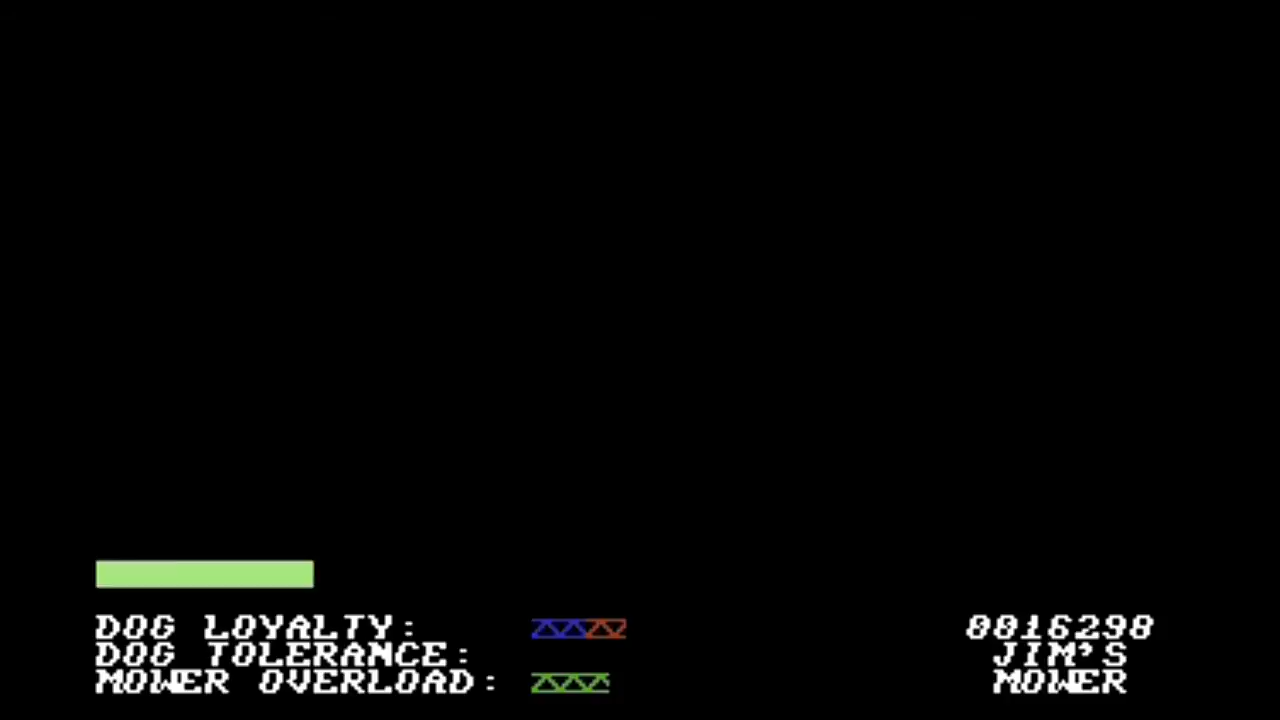 DOG LOYALTY:
DOG TOLERANCE:
MOWER OVERLOAD:
0016298
JIM'S
MOWER